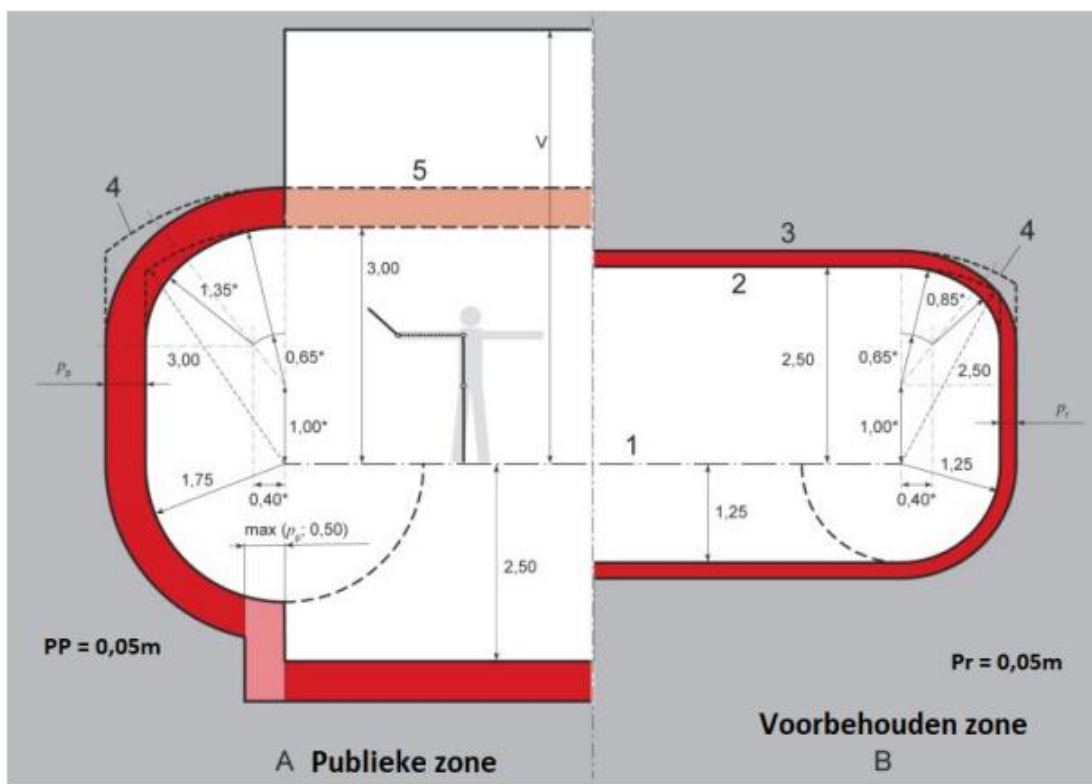 V
5
4
3
4
2
1,35*
3,00
0,65*
3,00
1,00*
1,75
0,40*
max (pp; 0,50)
2,50
0,85*
0,65*
2,50
2,50
1,00*
pr
1
1,25
0,40*
1,25
PP = 0,05m
Pr = 0,05m
Voorbehouden zone
A Publieke zone
B